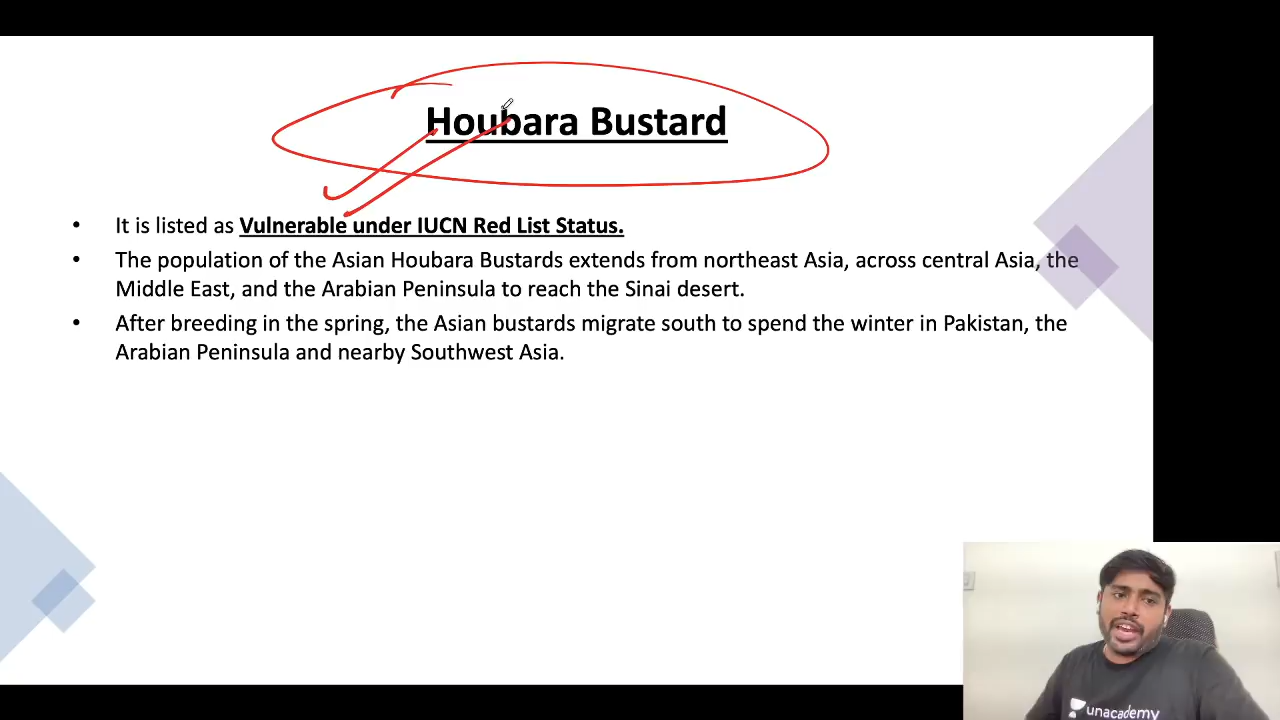 Houbara Bustard
• It is listed as Vulnerable under IUCN Red List Status.
• The population of the Asian Houbara Bustards extends from northeast Asia, across central Asia, the
Middle East, and the Arabian Peninsula to reach the Sinai desert.
• After breeding in the spring, the Asian bustards migrate south to spend the winter in Pakistan, the
Arabian Peninsula and nearby Southwest Asia.
unacademy